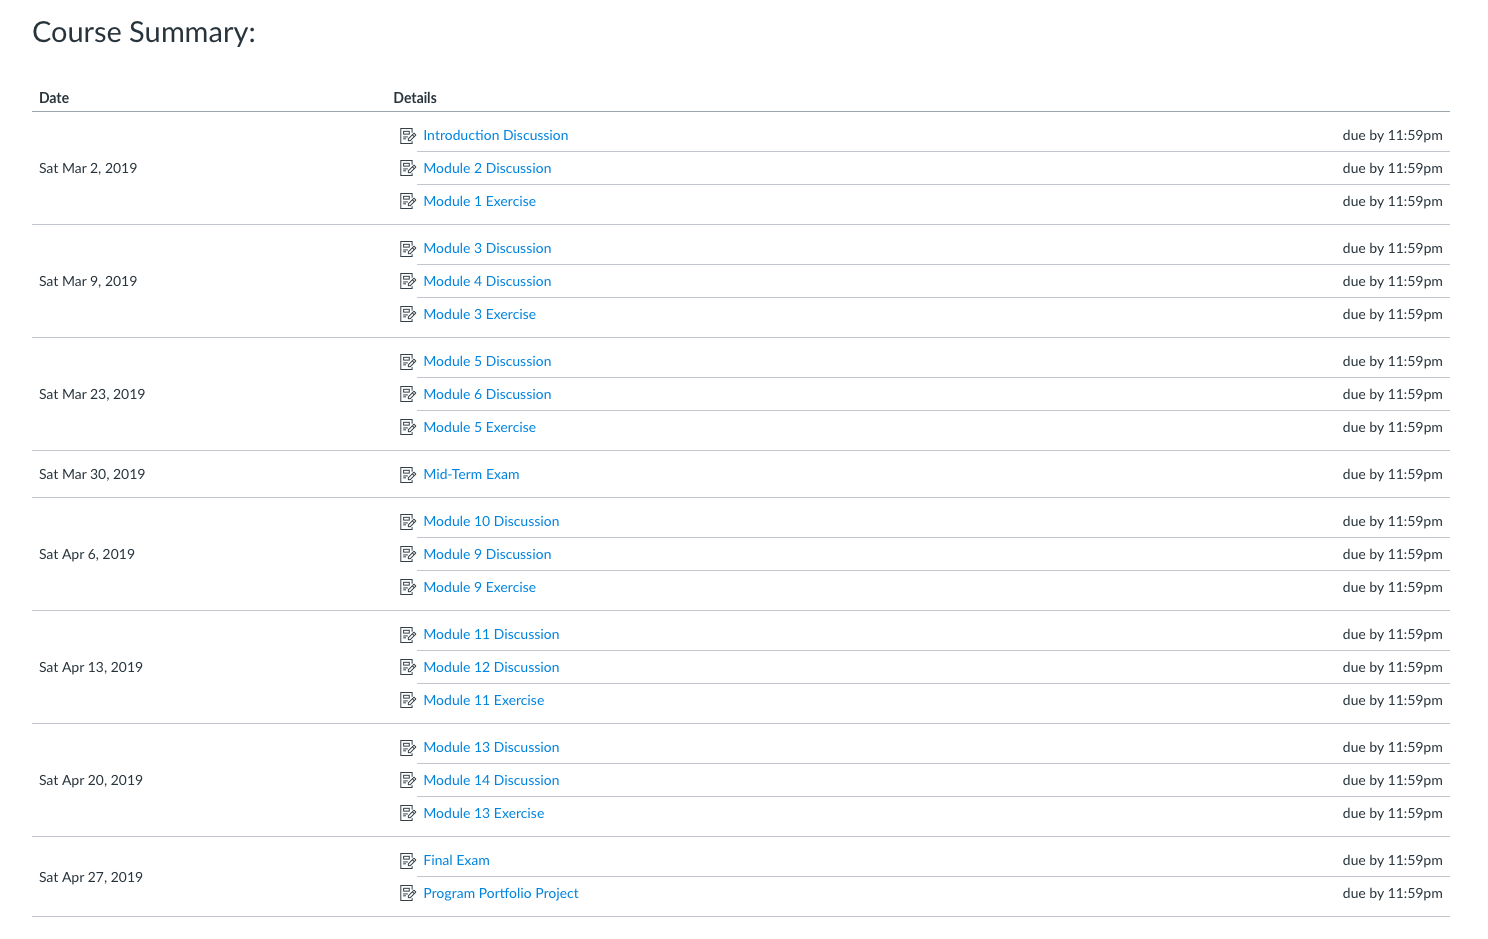 Course Summary:
Date Details
Introduction Discussion due by 11:59pm
Sat Mar 2, 2019 Module 2 Discussion due by 11:59pm
Module 1 Exercise due by 11:59pm
Module 3 Discussion due by 11:59pm
Sat Mar 9, 2019 Module 4 Discussion due by 11:59pm
Module 3 Exercise due by 11:59pm
Module 5 Discussion due by 11:59pm
Sat Mar 23, 2019 Module 6 Discussion due by 11:59pm
Module 5 Exercise due by 11:59pm
Sat Mar 30, 2019 Mid-Term Exam due by 11:59pm
Module 10 Discussion due by 11:59pm
Sat Apr 6, 2019 Module 9 Discussion due by 11:59pm
Module 9 Exercise due by 11:59pm
Module 11 Discussion due by 11:59pm
Sat Apr 13, 2019 Module 12 Discussion due by 11:59pm
Module 11 Exercise due by 11:59pm
Module 13 Discussion due by 11:59pm
Sat Apr 20, 2019 Module 14 Discussion due by 11:59pm
Module 13 Exercise due by 11:59pm
Final Exam due by 11:59pm
Sat Apr 27, 2019
Program Portfolio Project due by 11:59pm